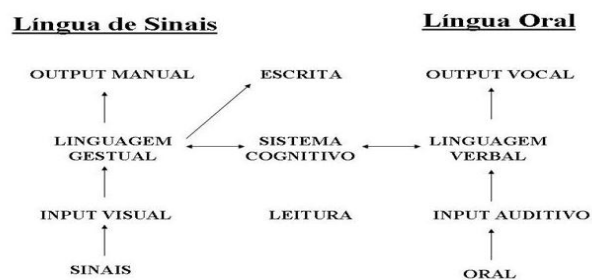 Língua de Sinais
Língua Oral
OUTPUT MANUAL
ESCRITA
OUTPUT VOCAL
LINGUAGEM
GESTUAL
SISTEMA
COGNITIVO
LINGUAGEM
VERBAL
INPUT VISUAL
LEITURA
INPUT AUDITIVO
SINAIS
ORAL